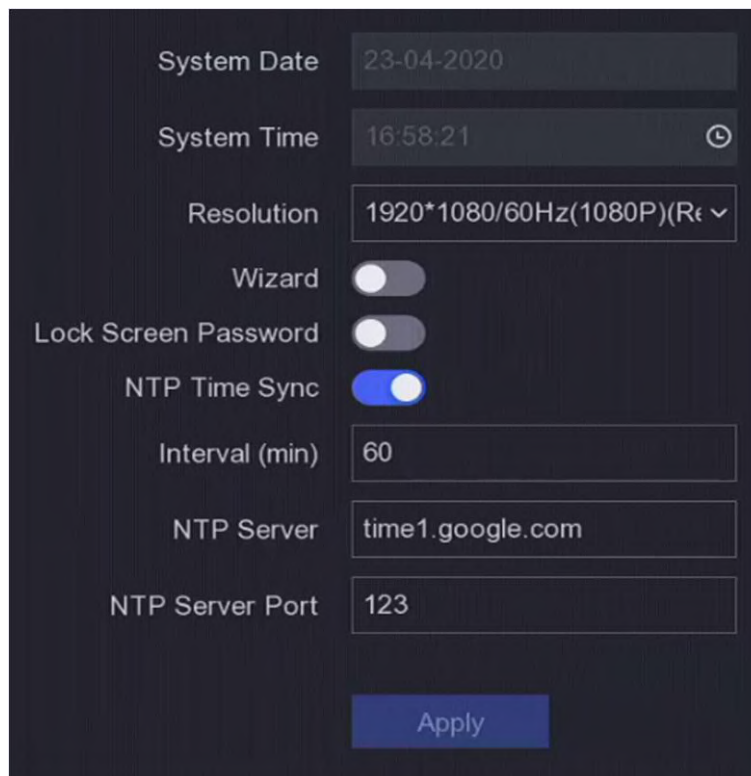 System Date 23-04-2020
System Time 16:58:21
Resolution 1920*1080/60Hz(1080P)(Re
Wizard
Lock Screen Password
NTP Time Sync
Interval (min) 60
NTP Server time1.google.com
NTP Server Port 123
Apply